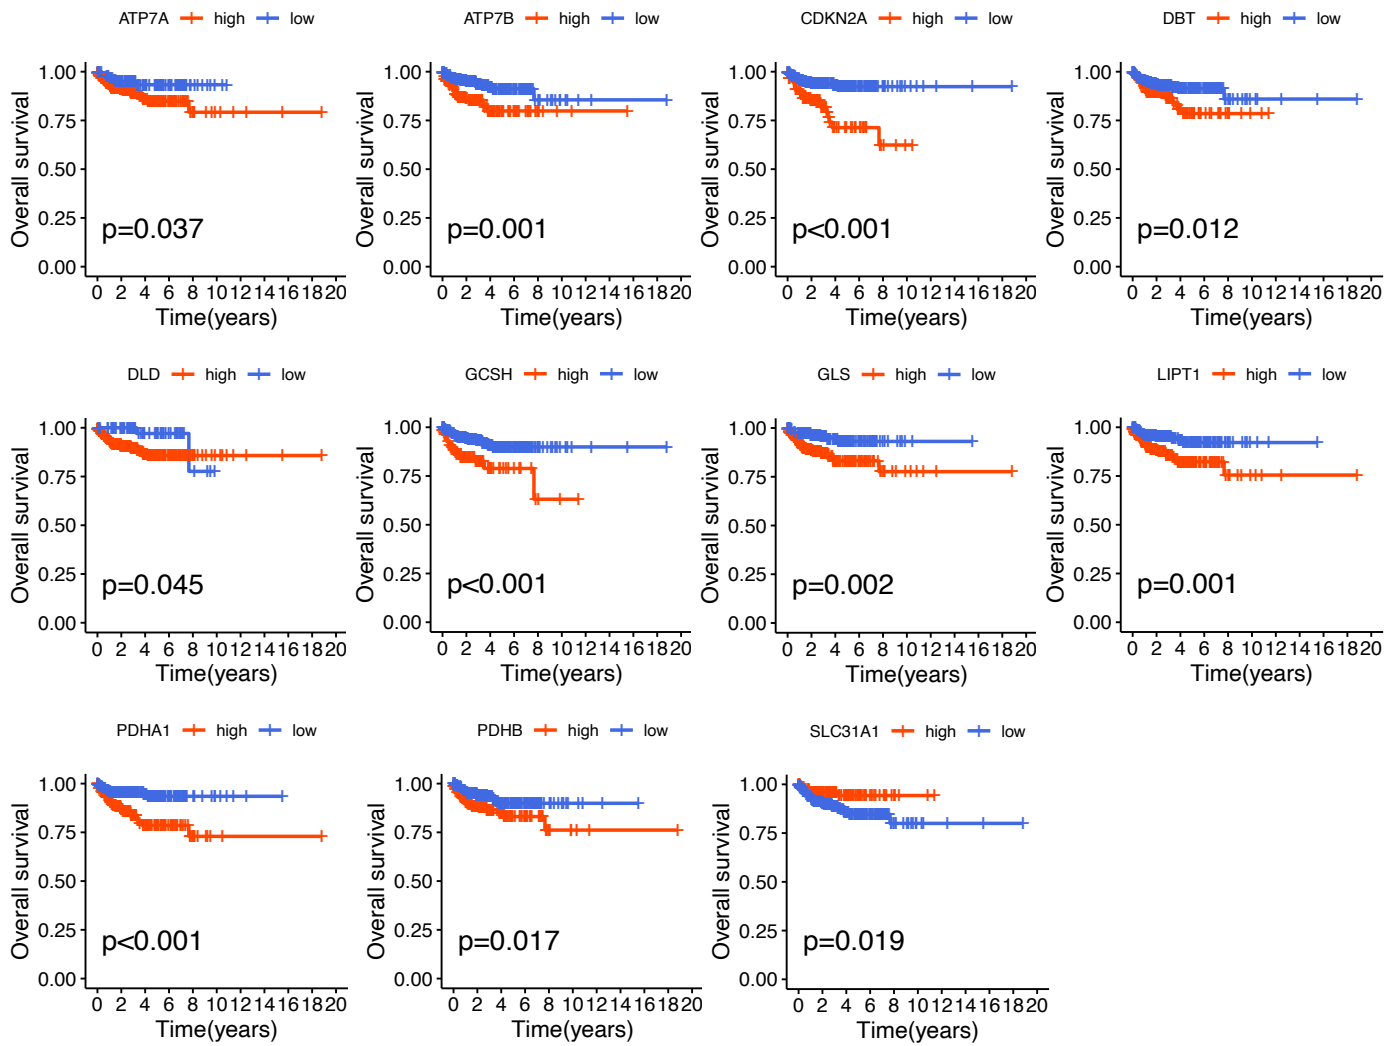 ATP7A high low
1.00
0.75
0.50
0.25
0.00
Overall survival
p=0.037
0 2 4 6 8 10 12 14 16 18 20
Time(years)
ATP7B high low
1.00
0.75
0.50
0.25
0.00
Overall survival
p=0.001
0 2 4 6 8 10 12 14 16 18 20
Time(years)
CDKN2A high low
1.00
0.75
0.50
0.25
0.00
Overall survival
p<0.001
0 2 4 6 8 10 12 14 16 18 20
Time(years)
DBT high low
1.00
0.75
0.50
0.25
0.00
Overall survival
p=0.012
0 2 4 6 8 10 12 14 16 18 20
Time(years)
DLD high low
1.00
0.75
0.50
0.25
0.00
Overall survival
p=0.045
0 2 4 6 8 10 12 14 16 18 20
Time(years)
GCSH high low
1.00
0.75
0.50
0.25
0.00
Overall survival
p<0.001
0 2 4 6 8 10 12 14 16 18 20
Time(years)
GLS high low
1.00
0.75
0.50
0.25
0.00
Overall survival
p=0.002
0 2 4 6 8 10 12 14 16 18 20
Time(years)
LIPT1 high low
1.00
0.75
0.50
0.25
0.00
Overall survival
p=0.001
0 2 4 6 8 10 12 14 16 18 20
Time(years)
PDHA1 high low
1.00
0.75
0.50
0.25
0.00
Overall survival
p<0.001
0 2 4 6 8 10 12 14 16 18 20
Time(years)
PDHB high low
1.00
0.75
0.50
0.25
0.00
Overall survival
p=0.017
0 2 4 6 8 10 12 14 16 18 20
Time(years)
SLC31A1 high low
1.00
0.75
0.50
0.25
0.00
Overall survival
p=0.019
0 2 4 6 8 10 12 14 16 18 20
Time(years)